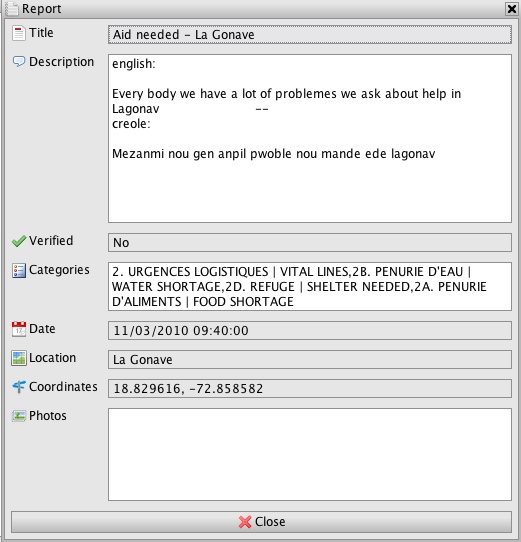 Report
Title
Aid needed – La Gonave
Description
english:
Every body we have a lot of problemes we ask about help in
Lagonav --
creole:
Mezanmi nou gen anpil pwoble nou mande ede lagonav
Verified
No
Categories
2. URGENCES LOGISTIQUES | VITAL LINES,2B. PENURIE D'EAU |
WATER SHORTAGE,2D. REFUGE | SHELTER NEEDED,2A. PENURIE
D'ALIMENTS | FOOD SHORTAGE
Date
11/03/2010 09:40:00
Location
La Gonave
Coordinates
18.829616, -72.858582
Photos
Close